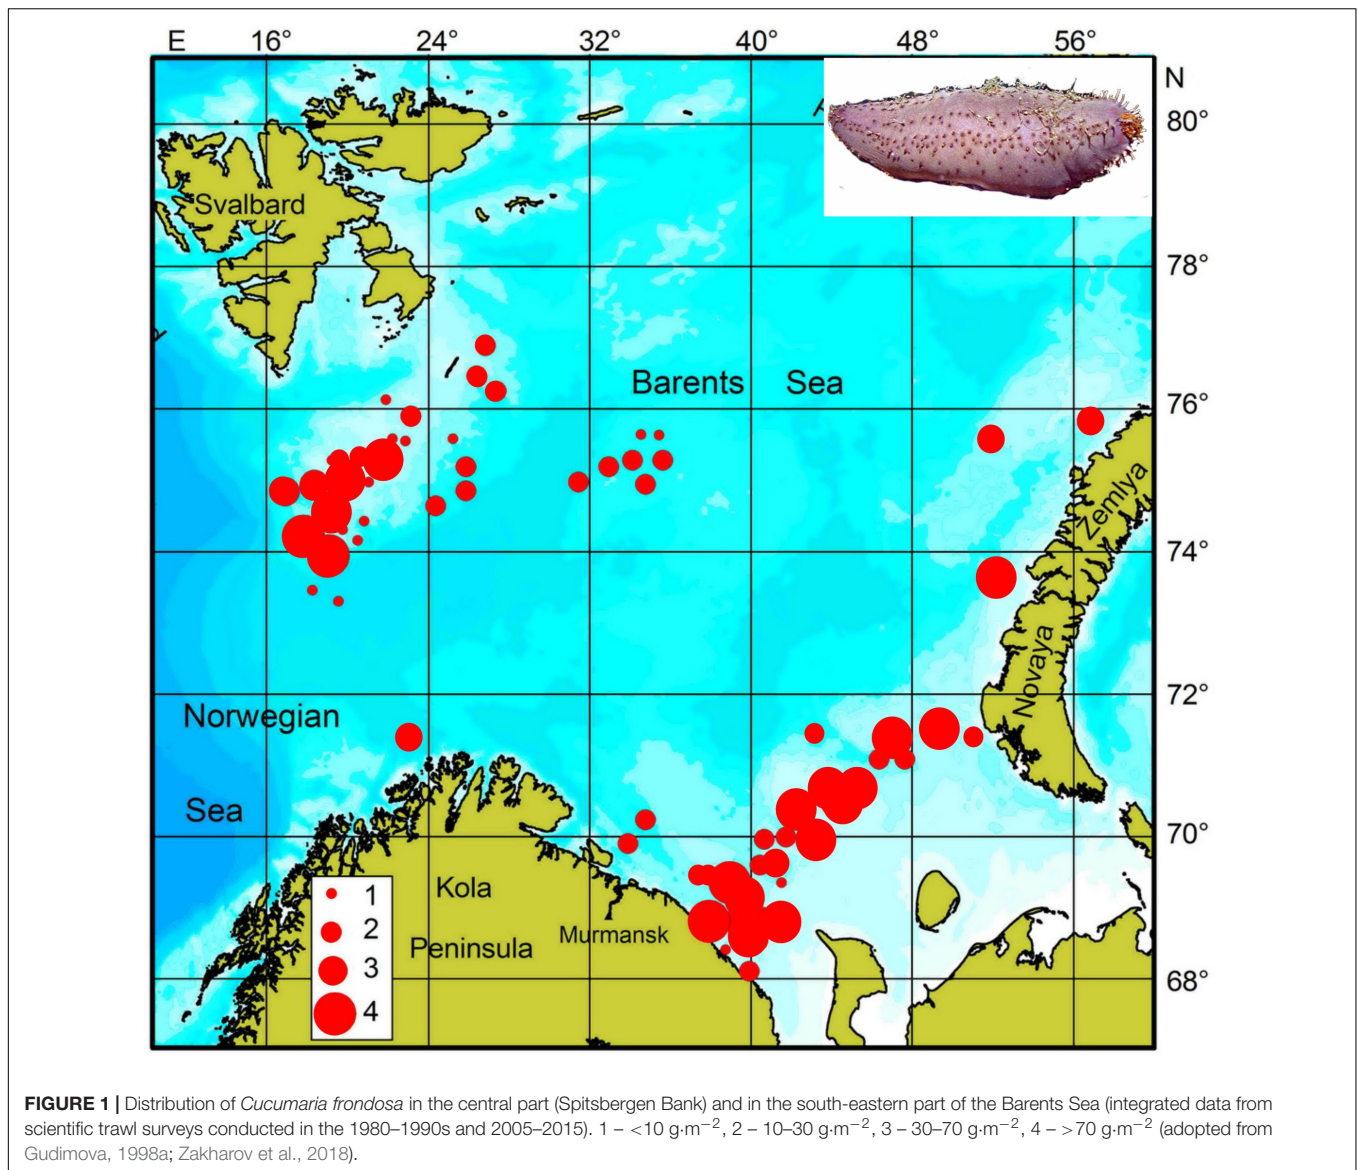 E 16° 24° 32° 40° 48° 56°
N
80°
Svalbard
78°
Barents Sea
76°
Zemlya
74°
Novaya
72°
Norwegian
Sea
70°
Kola
Peninsula
Murmansk
68°
1
2
3
4
FIGURE 1 | Distribution of Cucumaria frondosa in the central part (Spitsbergen Bank) and in the south-eastern part of the Barents Sea (integrated data from
scientific trawl surveys conducted in the 1980–1990s and 2005–2015). 1 – <10 g·m−2, 2 – 10–30 g·m−2, 3 – 30–70 g·m−2, 4 – >70 g·m−2 (adopted from
Gudimova, 1998a; Zakharov et al., 2018).